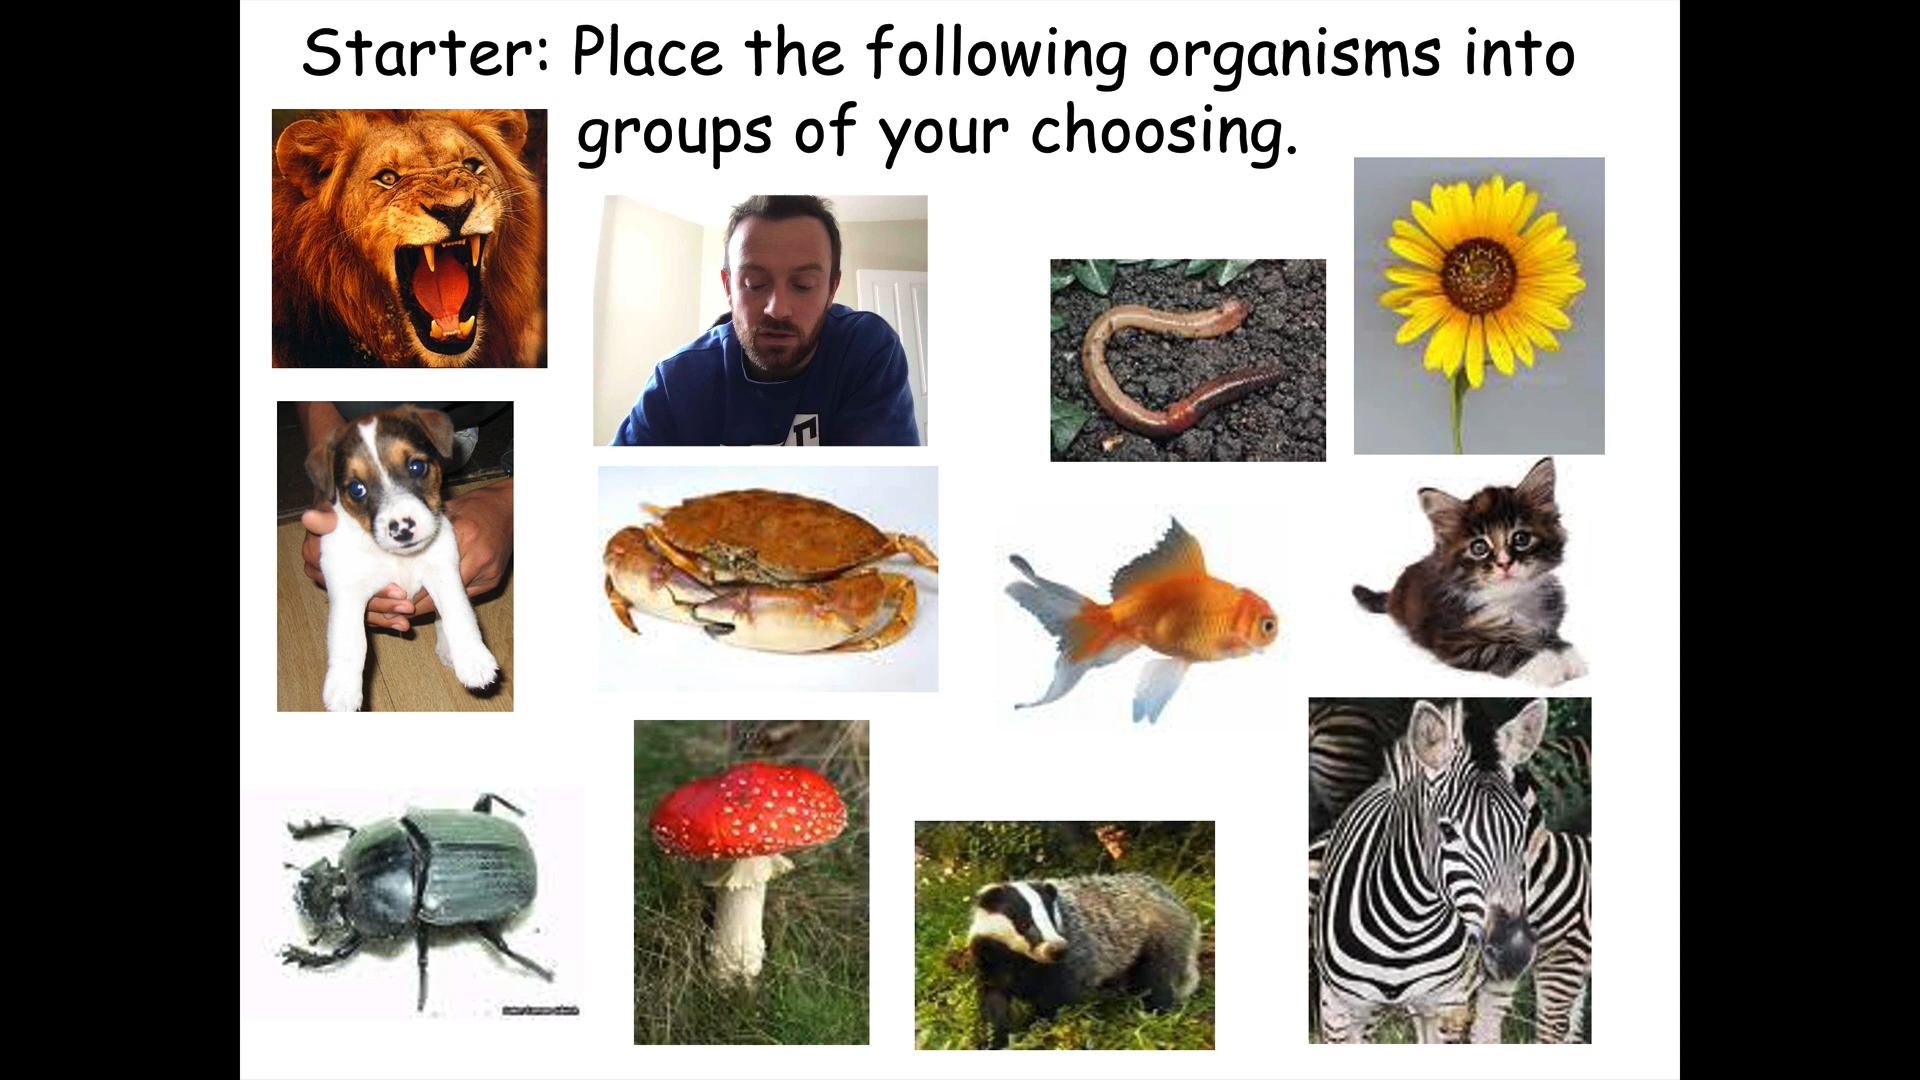 Starter: Place the following organisms into
groups of your choosing.